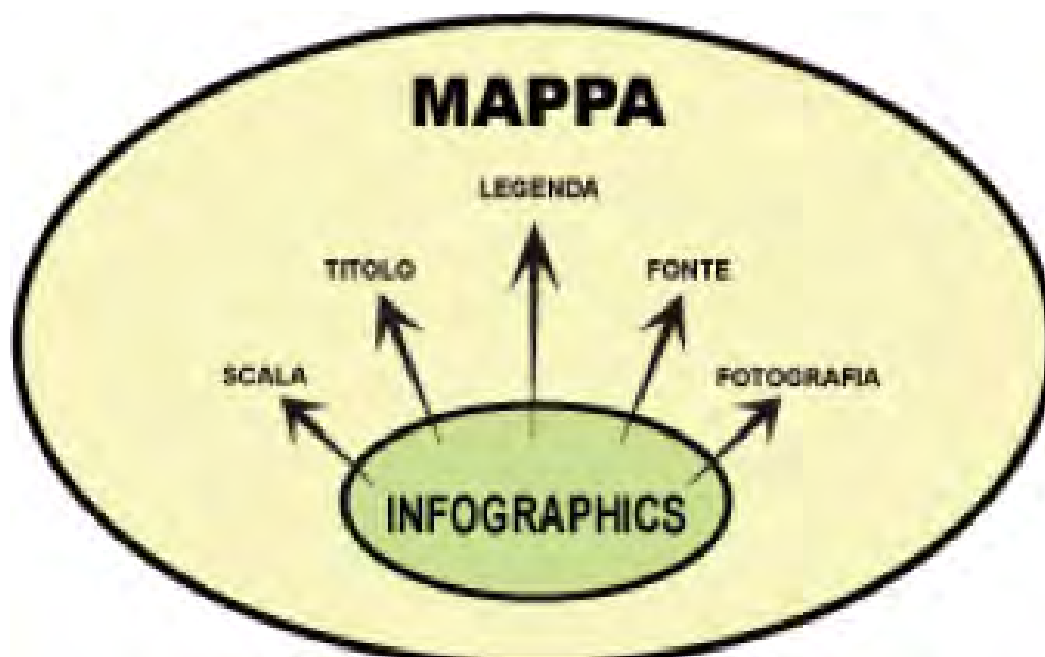 MAPPA
LEGENDA
TITOLO
FONTE
SCALA
FOTOGRAFIA
INFOGRAPHICS